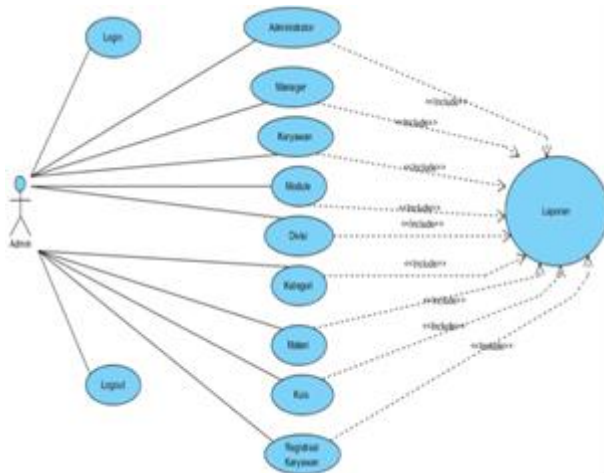 Login
Administrator
Manager
<<Include>>
<<Include>>
Karyawan
<<Include>>
Admin
Module
<<Include>>
Divisi
<<Include>>
Laporan
Kategori
<<Include>>
Materi
<<Include>>
<<Include>>
Logout
Kuis
<<Include>>
Registrasi
Karyawan